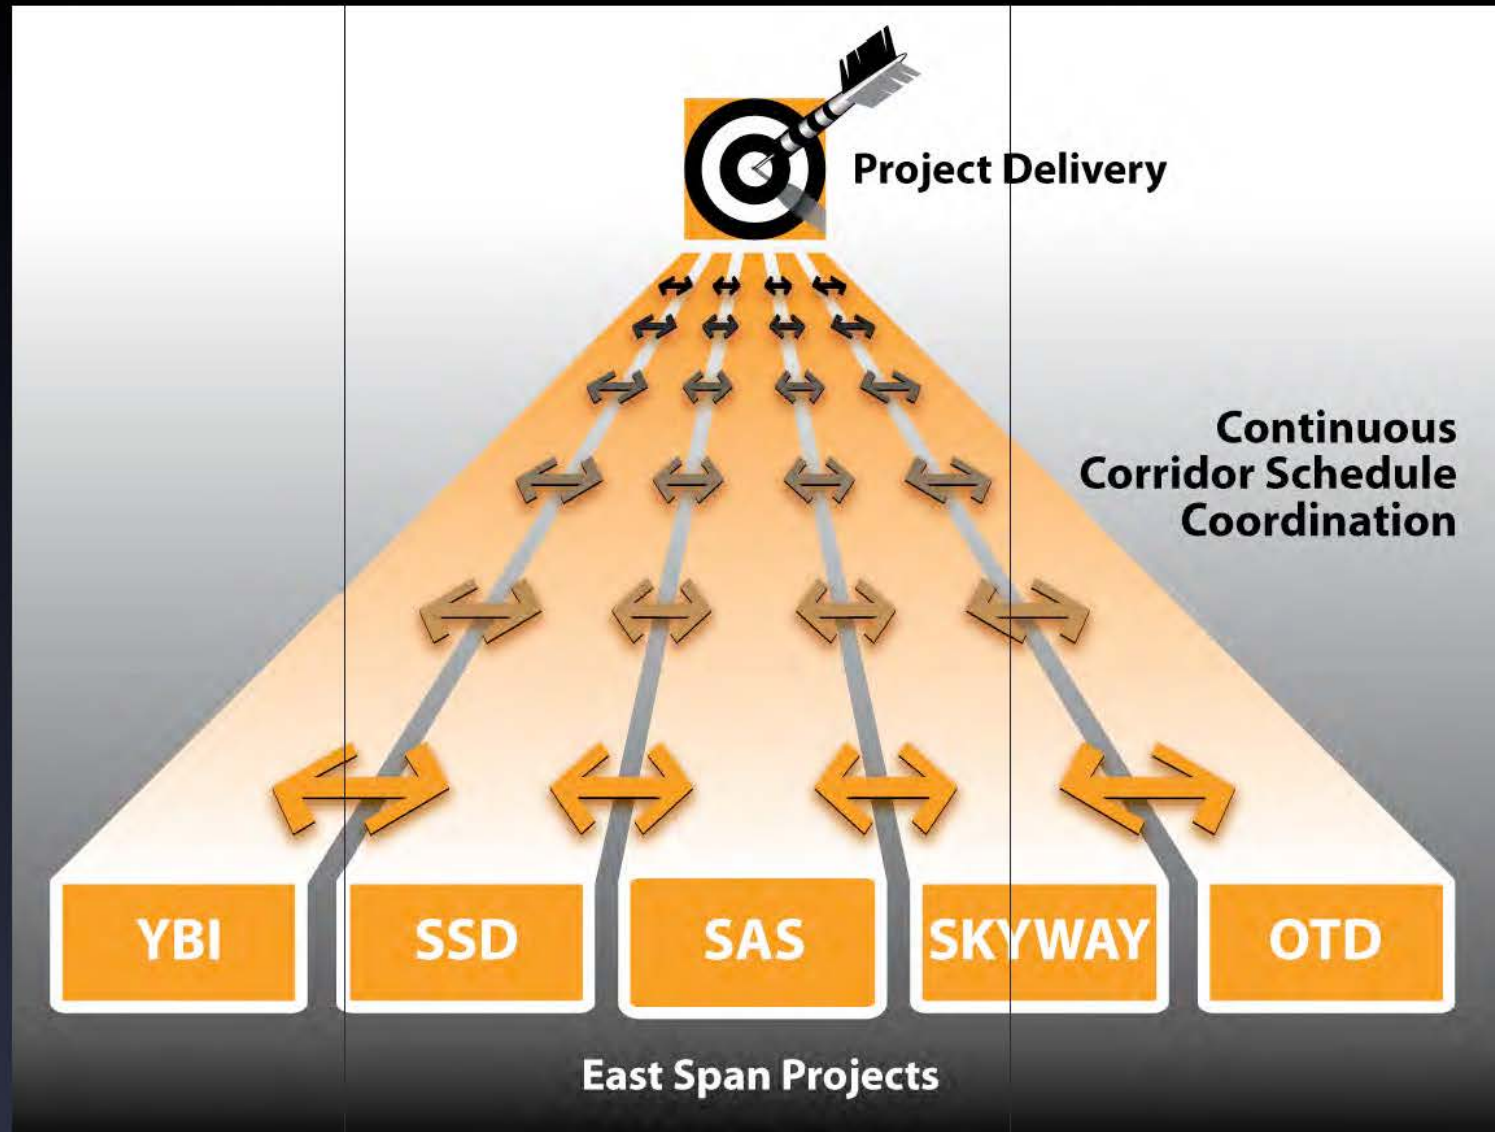 Project Delivery
Continuous
Corridor Schedule
Coordination
YBI SSD SAS SKYWAY OTD
East Span Projects